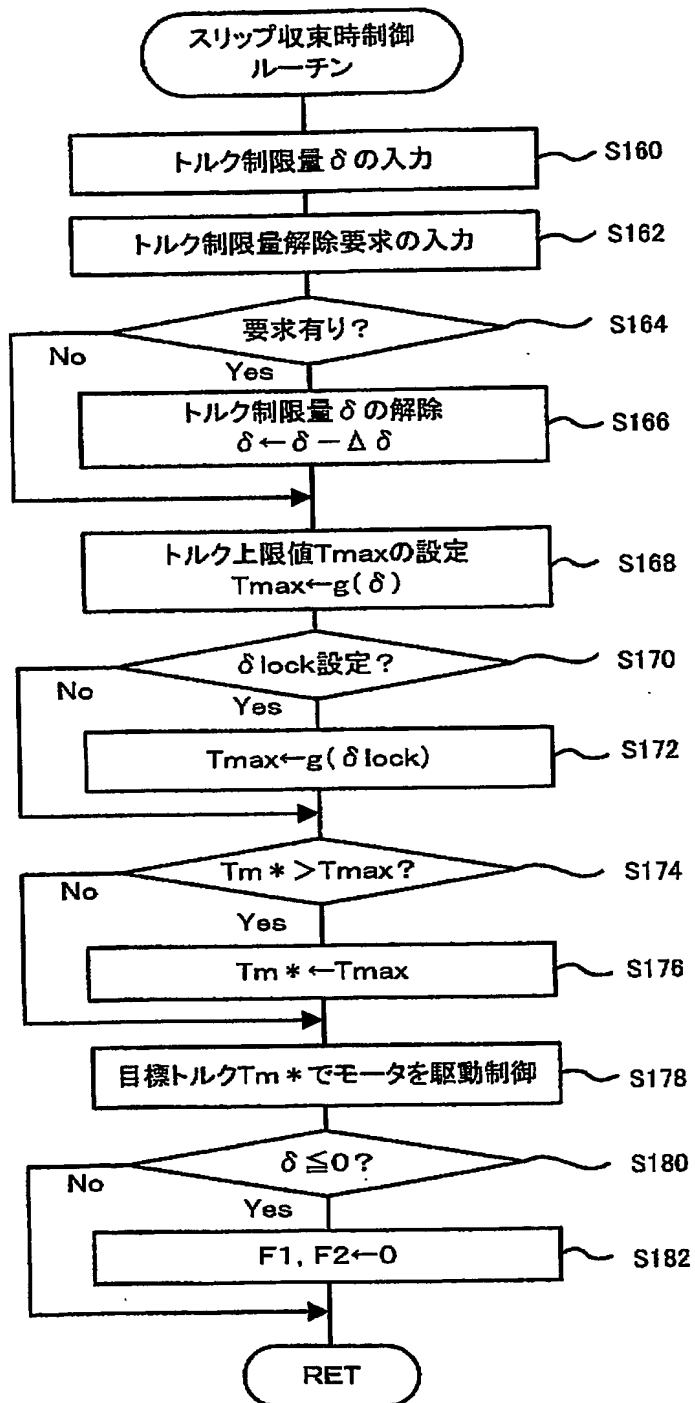 スリップ収束時制御
ルーチン
トルク制限量δの入力
S160
トルク制限量解除要求の入力
S162
要求有り？
S164
No
Yes
トルク制限量δの解除
δ←δ－Δδ
S166
トルク上限値Tmaxの設定
Tmax←g(δ)
S168
δlock設定？
S170
No
Yes
Tmax←g(δlock)
S172
Tm*＞Tmax？
S174
No
Yes
Tm*←Tmax
S176
目標トルクTm*でモータを駆動制御
S178
δ≦0？
S180
No
Yes
F1, F2←0
S182
RET